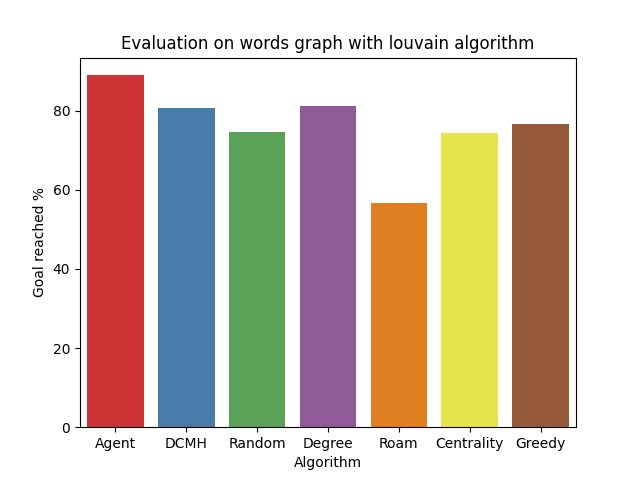 Evaluation on words graph with louvain algorithm
Goal reached %
80
60
40
20
0
Agent DCMH Random Degree Roam Centrality Greedy
Algorithm